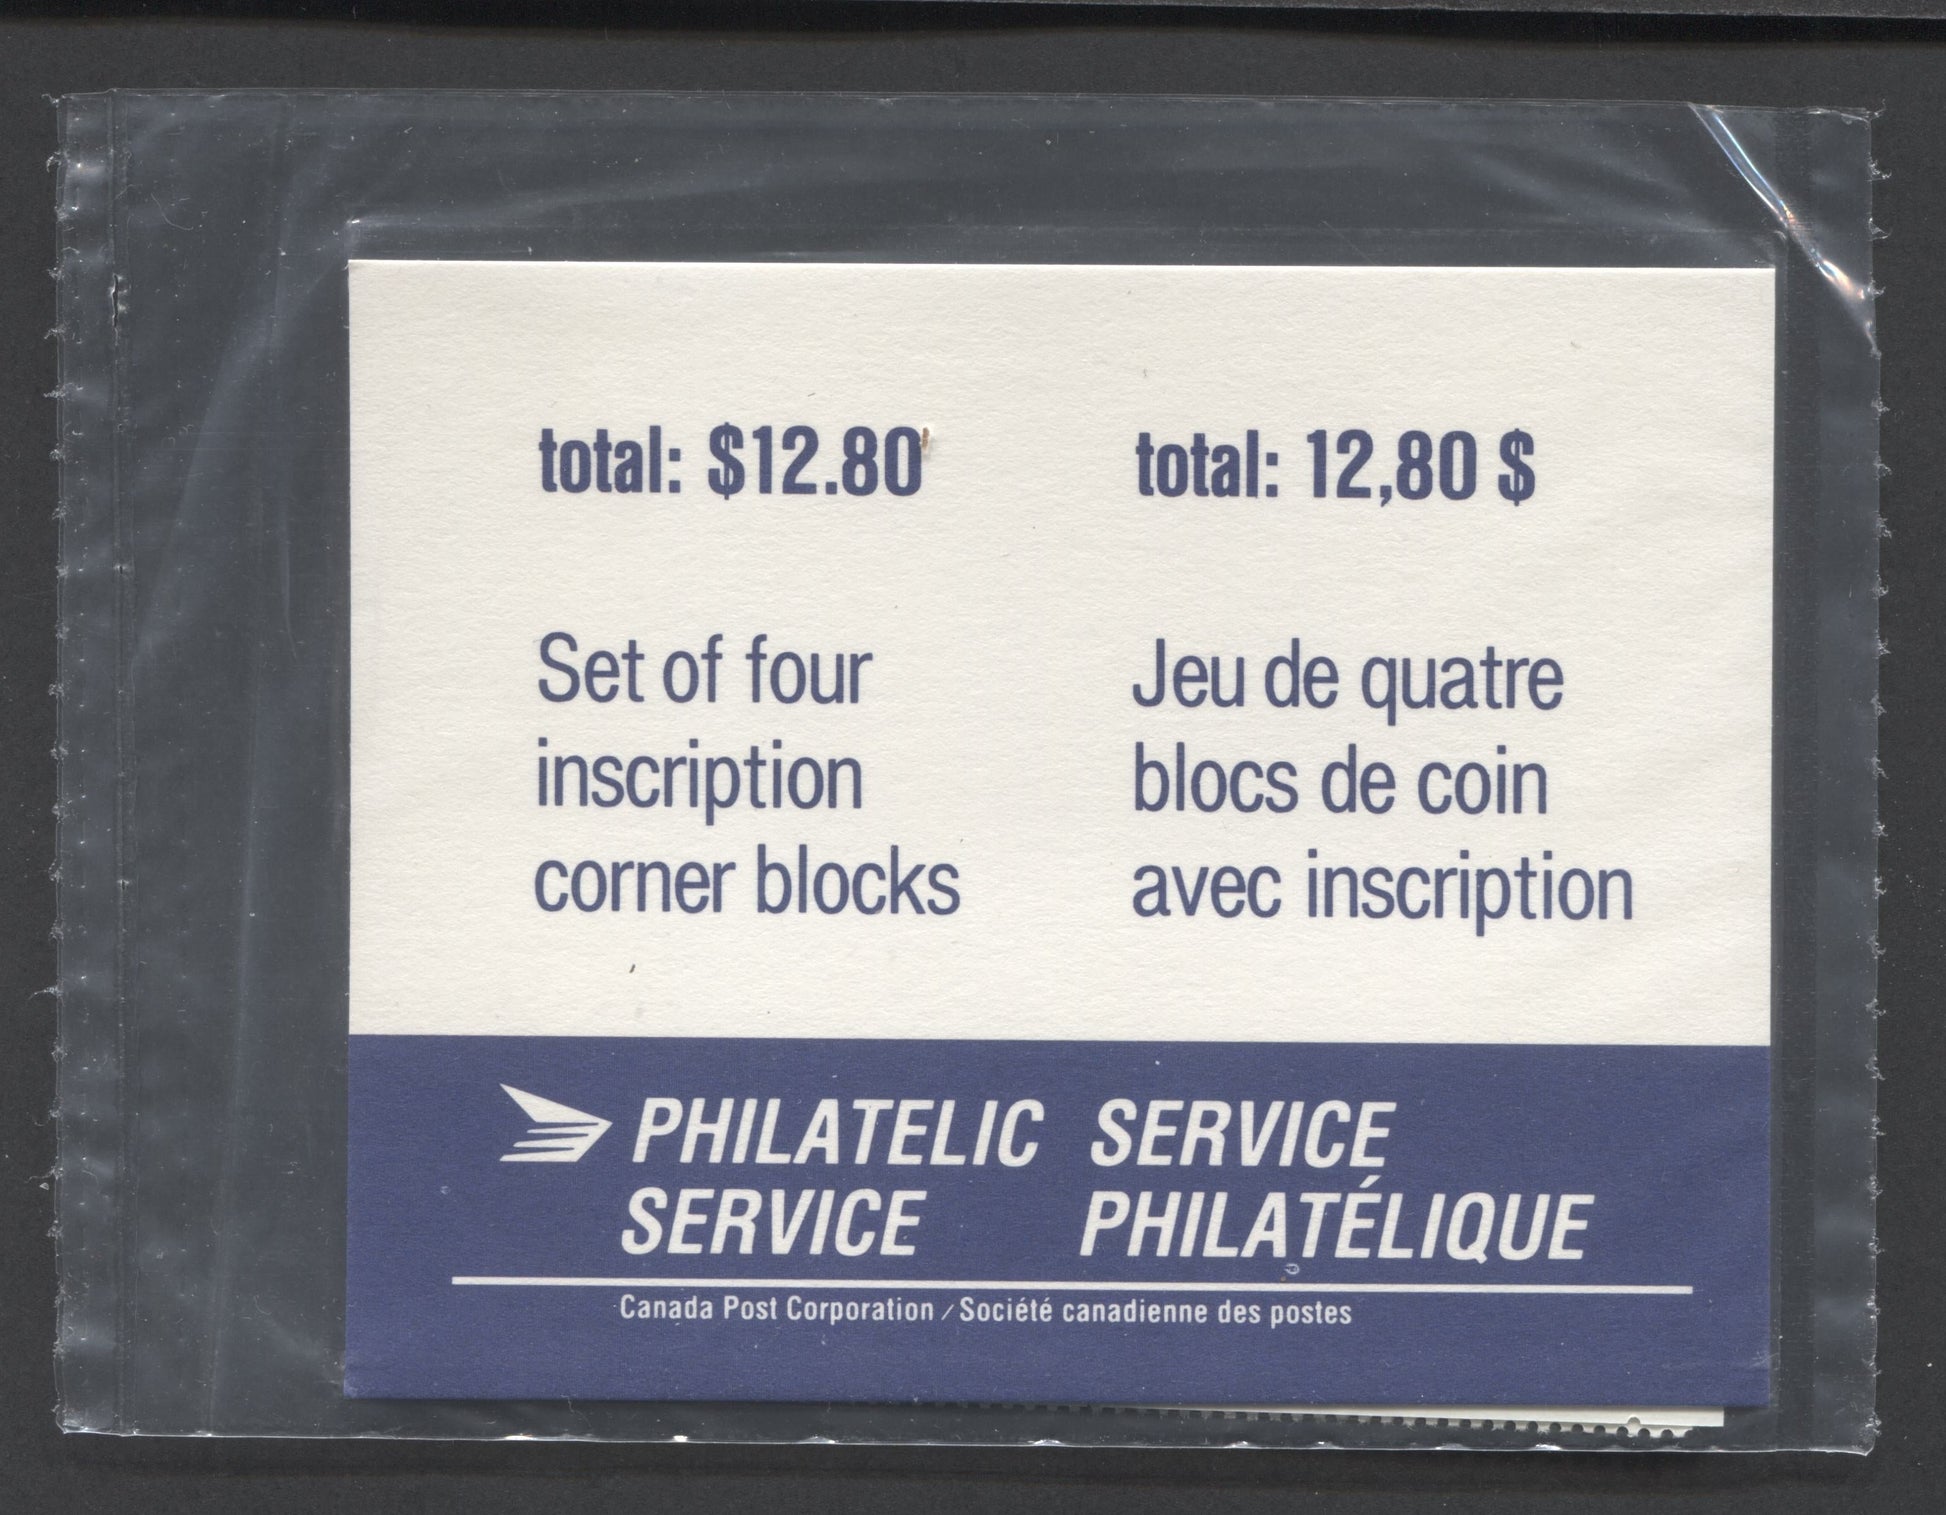 total: $12.80
Set of four
inscription
corner blocks
total: 12,80 $
Jeu de quatre
blocs de coin
avec inscription
PHILATELIC
SERVICE
SERVICE
PHILATÉLIQUE
Canada Post Corporation / Société canadienne des postes